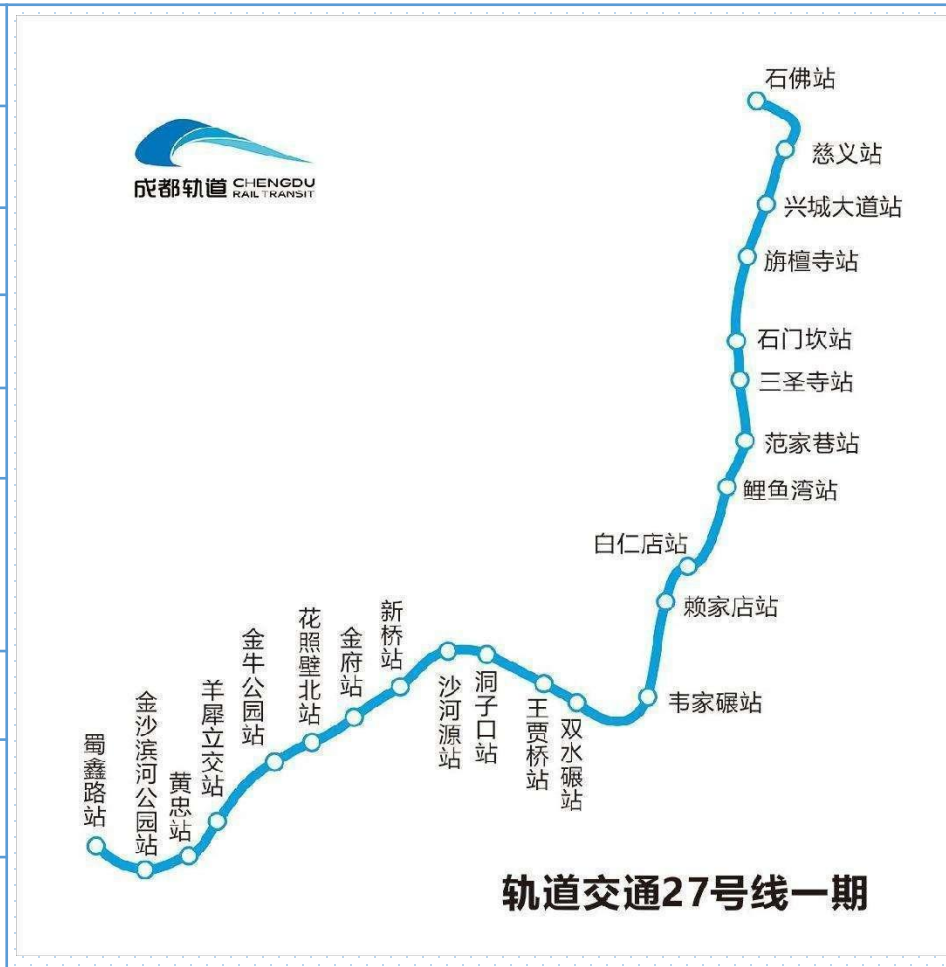 石佛站
成都轨道 CHENGDU
RAIL TRANSIT
慈义站
兴城大道站
旃檀寺站
石门坎站
三圣寺站
范家巷站
鲤鱼湾站
白仁店站
赖家店站
韦家碾站
双水碾站
王贾桥站
洞子口站
沙河源站
新桥站
金府站
花照壁北站
金牛公园站
羊犀立交站
黄忠站
金沙滨河公园站
蜀鑫路站
轨道交通27号线一期